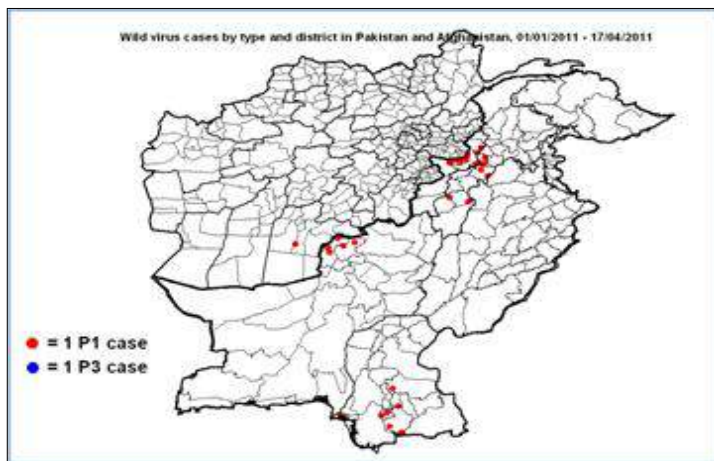 Wild virus cases by type and district in Pakistan and Afghanistan, 01/01/2011 - 17/04/2011
= 1 P1 case
= 1 P3 case